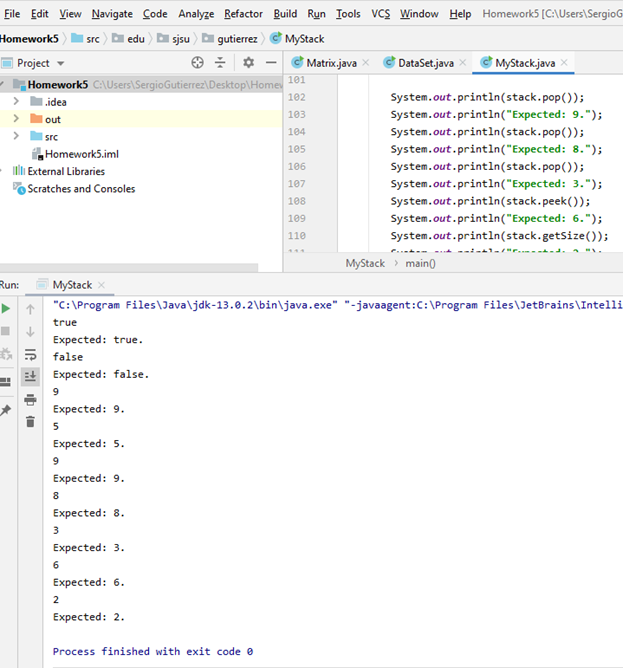 File Edit View Navigate Code Analyze Refactor Build Run Tools VCS Window Help Homework5 [C:\Users\SergioG
Homework5 src edu sjsu gutierrez MyStack
Project
Matrix.java DataSet.java MyStack.java
Homework5 C:\Users\SergioGutierrez\Desktop\Homew
.idea
out
src
Homework5.iml
External Libraries
Scratches and Consoles
101
102 System.out.println(stack.pop());
103 System.out.println("Expected: 9.");
104 System.out.println(stack.pop());
105 System.out.println("Expected: 8.");
106 System.out.println(stack.pop());
107 System.out.println("Expected: 3.");
108 System.out.println(stack.peek());
109 System.out.println("Expected: 6.");
110 System.out.println(stack.getSize());
111 System.out.println("Expected: 2.");
MyStack main()
Run: MyStack
"C:\Program Files\Java\jdk-13.0.2\bin\java.exe" "-javaagent:C:\Program Files\JetBrains\Intelli
true
Expected: true.
false
Expected: false.
9
Expected: 9.
5
Expected: 5.
9
Expected: 9.
8
Expected: 8.
3
Expected: 3.
6
Expected: 6.
2
Expected: 2.
Process finished with exit code 0